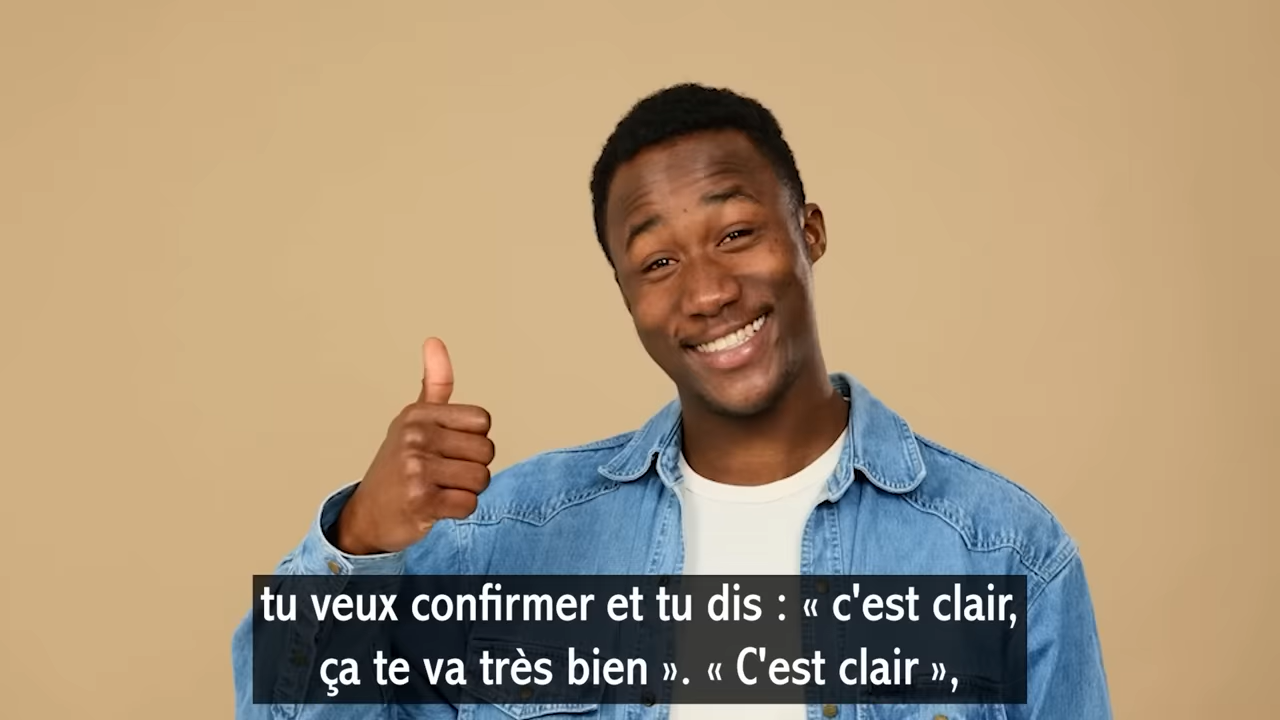 tu veux confirmer et tu dis : « c'est clair,
ça te va très bien ». « C'est clair »,